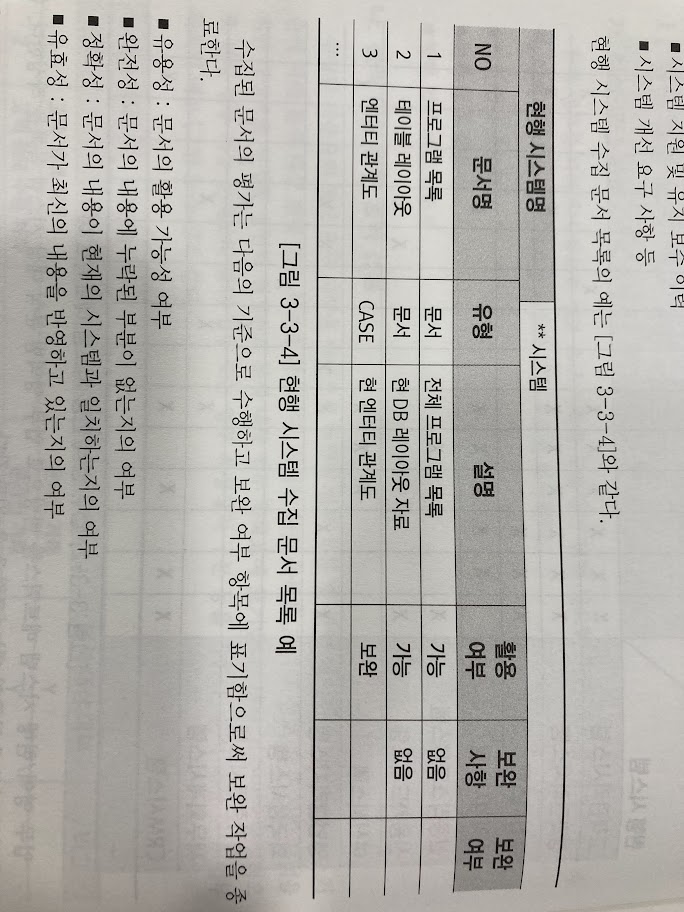 ■ 시스템 지원 및 유지 보수 이력
■ 시스템 개선 요구 사항 등
현행 시스템 수집 문서 목록의 예는 [그림 3-3-4]와 같다.
현행 시스템명 ** 시스템
NO 문서명 유형 설명 활용 여부 보완 사항 보완 여부
1 프로그램 목록 문서 전체 프로그램 목록 가능 없음
2 테이블 레이아웃 문서 현 DB 레이아웃 자료 가능 없음
3 엔터티 관계도 CASE 현 엔터티 관계도 보완
…
[그림 3-3-4] 현행 시스템 수집 문서 목록 예
수집된 문서의 평가는 다음의 기준으로 수행하고 보완 여부 항목에 표기함으로써 보완 작업을 종
료한다.
■ 유용성 : 문서의 활용 가능성 여부
■ 완전성 : 문서의 내용에 누락된 부분이 없는지의 여부
■ 정확성 : 문서의 내용이 현재의 시스템과 일치하는지의 여부
■ 유효성 : 문서가 최신의 내용을 반영하고 있는지의 여부